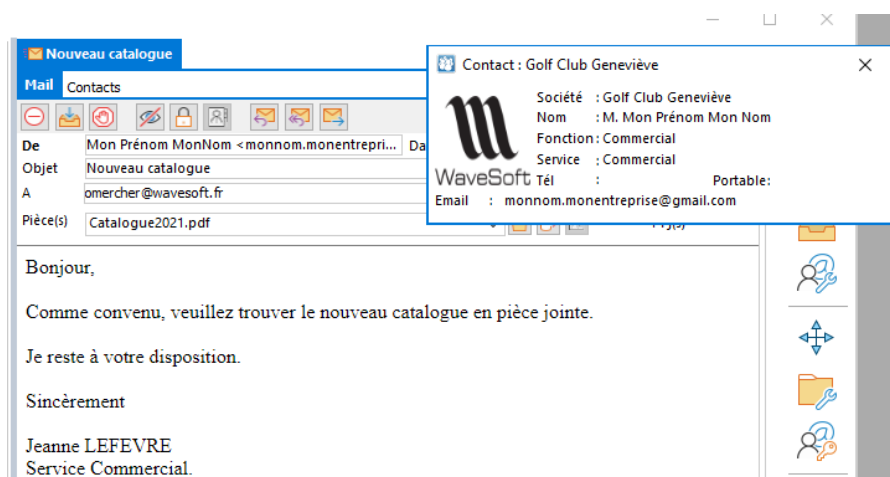 Nouveau catalogue
Mail Contacts
De Mon Prénom MonNom <monnom.monentrepri... Da
Objet Nouveau catalogue
A omercher@wavesoft.fr
Pièce(s) Catalogue2021.pdf
Contact : Golf Club Geneviève
WaveSoft
Société : Golf Club Geneviève
Nom : M. Mon Prénom Mon Nom
Fonction : Commercial
Service : Commercial
Tél : Portable:
Email : monnom.monentreprise@gmail.com
Bonjour,
Comme convenu, veuillez trouver le nouveau catalogue en pièce jointe.
Je reste à votre disposition.
Sincèrement
Jeanne LEFEVRE
Service Commercial.